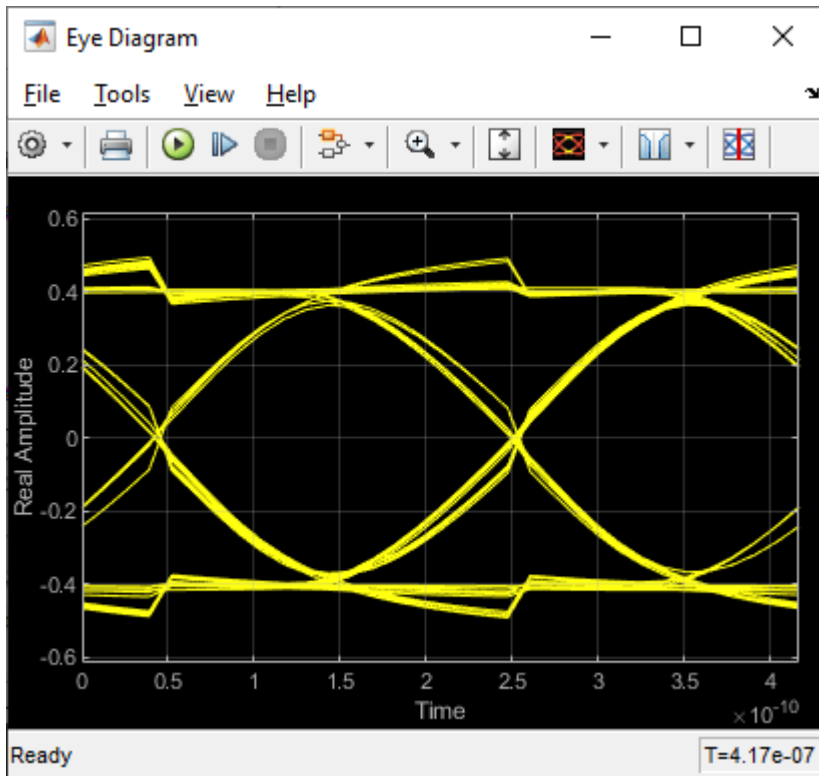 Eye Diagram
File Tools View Help
0.6
0.4
0.2
0
-0.2
-0.4
-0.6
Real Amplitude
0 0.5 1 1.5 2 2.5 3 3.5 4
Time
×10⁻¹⁰
Ready T=4.17e-07